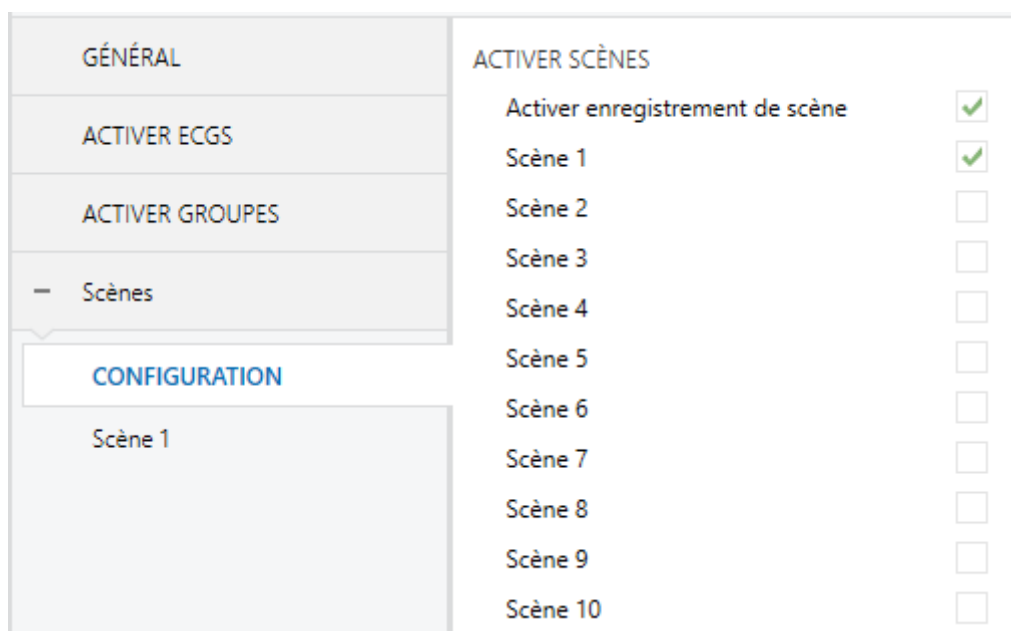 GÉNÉRAL
ACTIVER ECGS
ACTIVER GROUPES
Scènes
CONFIGURATION
Scène 1
ACTIVER SCÈNES
Activer enregistrement de scène
Scène 1
Scène 2
Scène 3
Scène 4
Scène 5
Scène 6
Scène 7
Scène 8
Scène 9
Scène 10